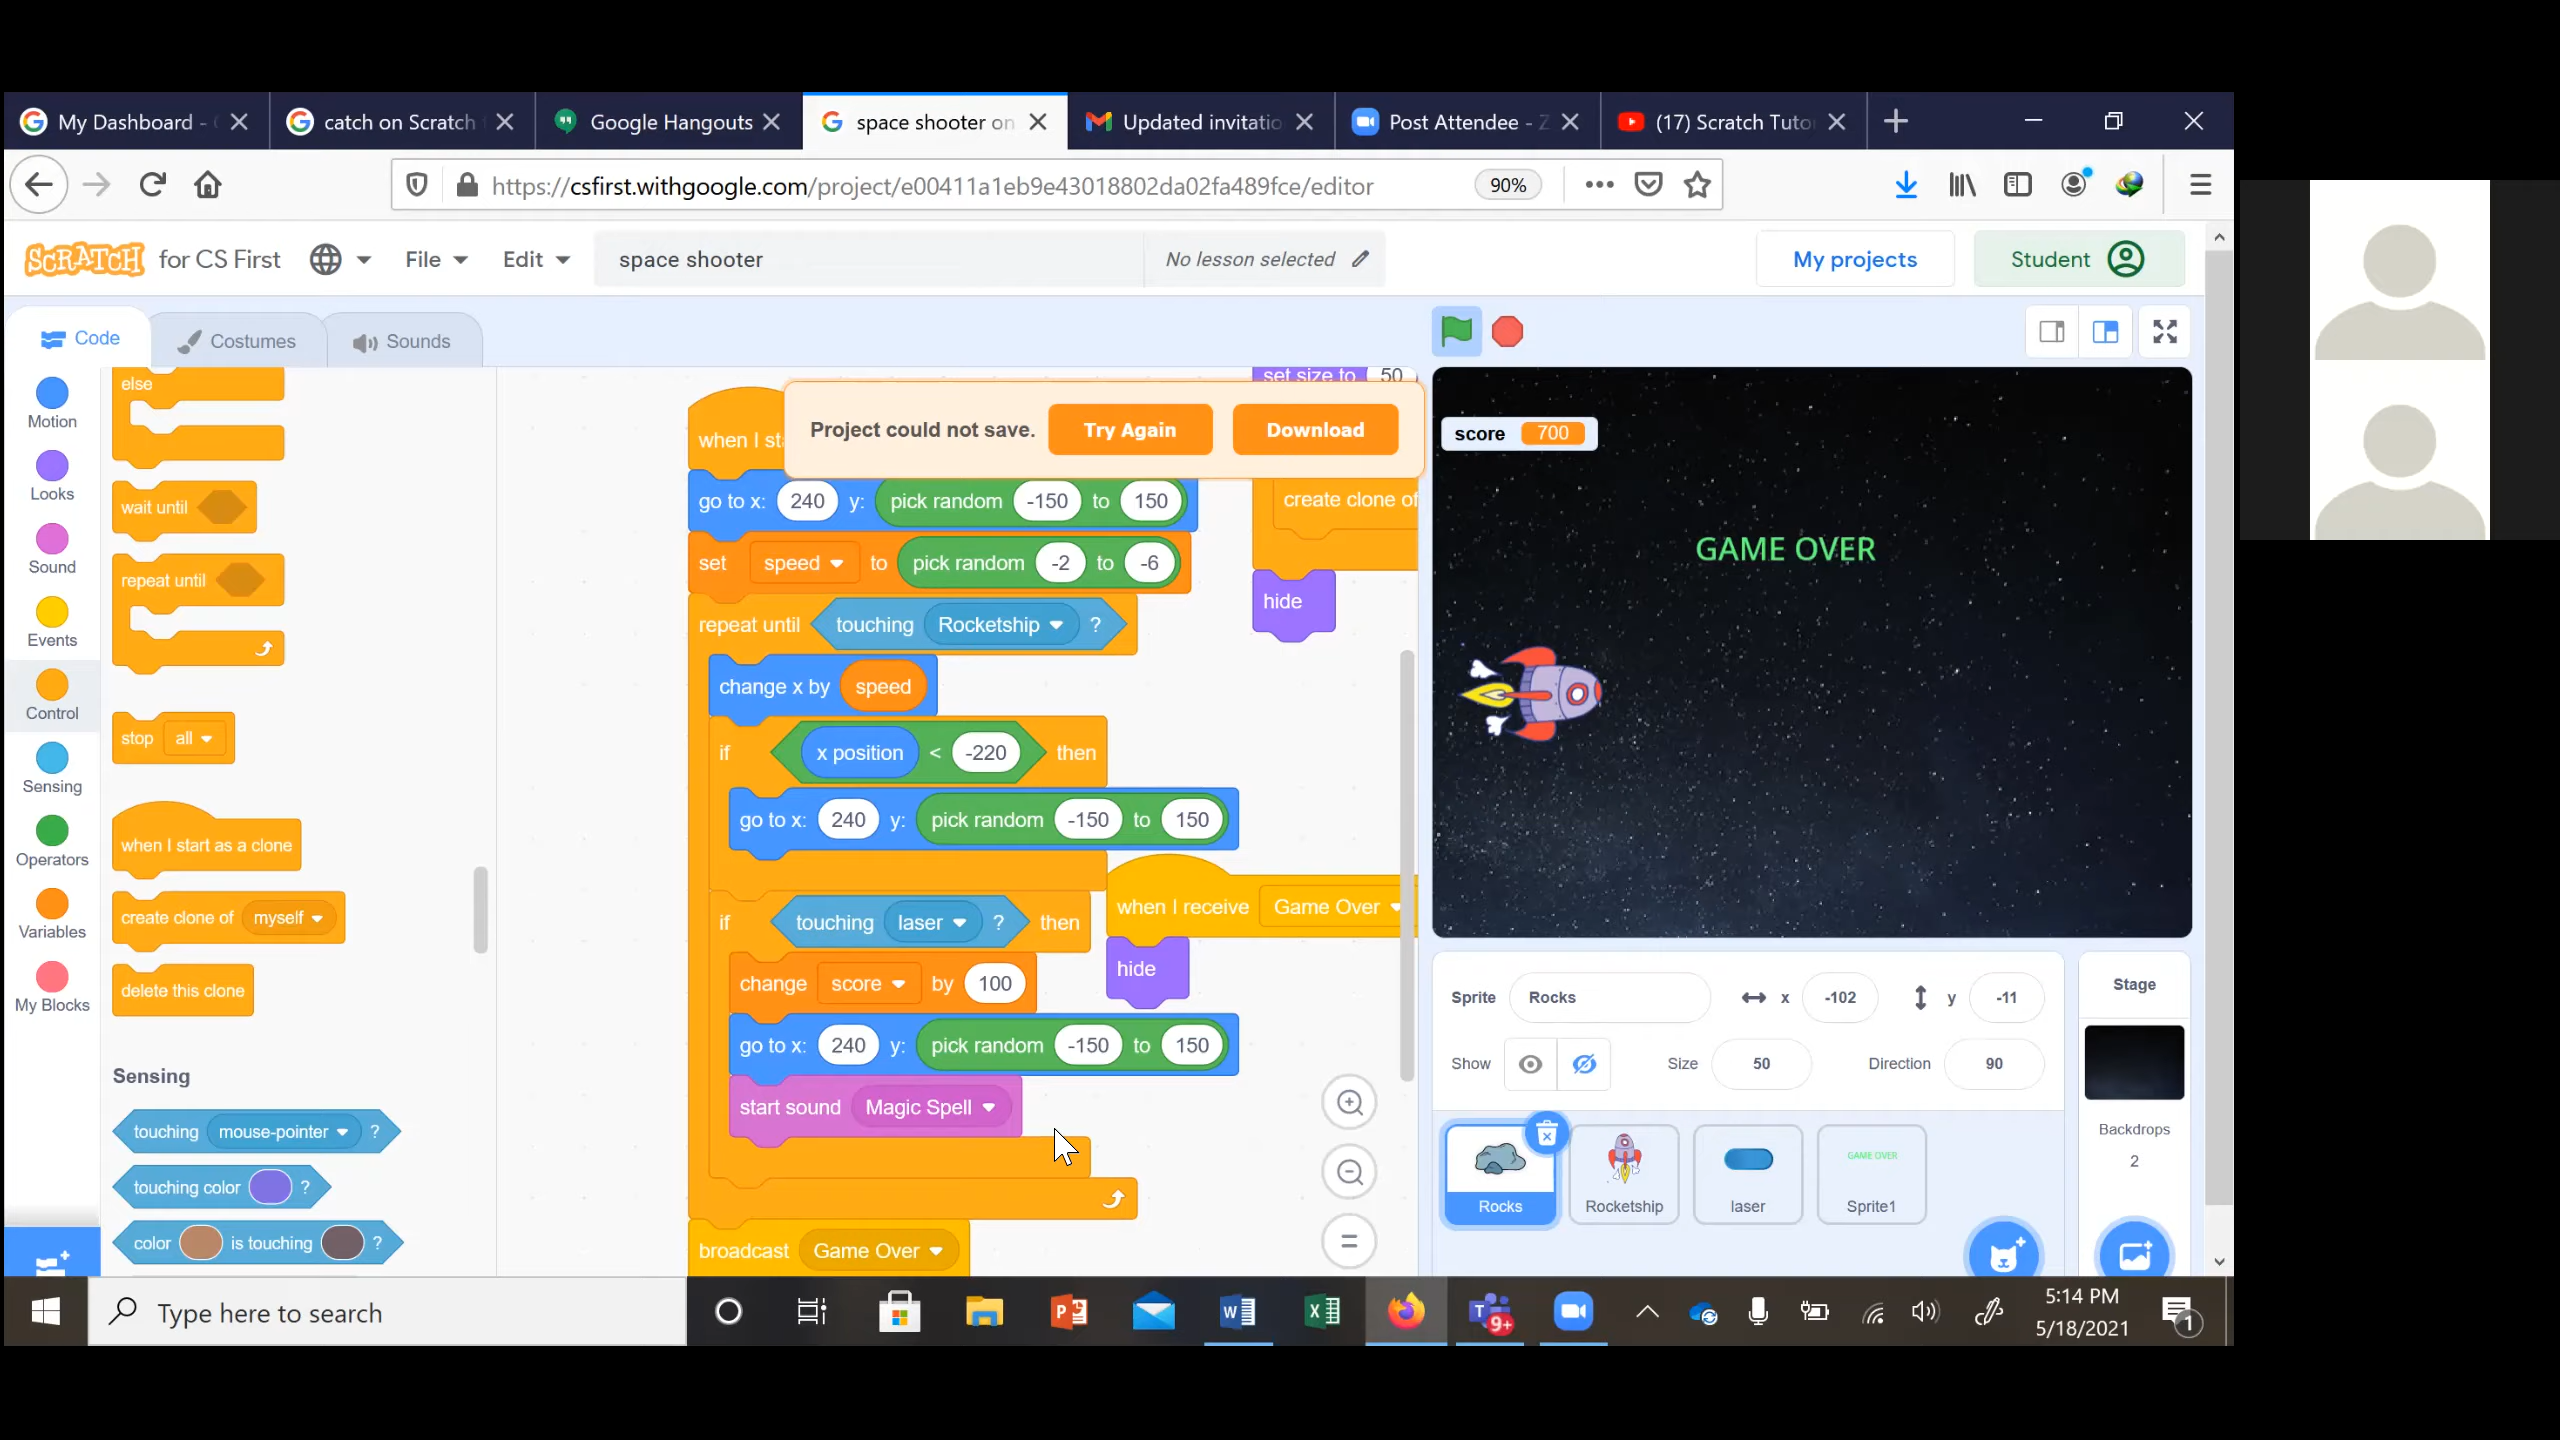 My Dashboard -
catch on Scratch
Google Hangouts
space shooter on
Updated invitatio
Post Attendee - Z
(17) Scratch Tuto
https://csfirst.withgoogle.com/project/e00411a1eb9e43018802da02fa489fce/editor
90%
SCRATCH for CS First
File
Edit
space shooter
No lesson selected
My projects
Student
Code
Costumes
Sounds
Motion
Looks
Sound
Events
Control
Sensing
Operators
Variables
My Blocks
else
wait until
repeat until
stop all
when I start as a clone
create clone of myself
delete this clone
Sensing
touching mouse-pointer ?
touching color ?
color is touching ?
set size to 50
Project could not save. Try Again Download
when I st
go to x: 240 y: pick random -150 to 150
set speed to pick random -2 to -6
repeat until touching Rocketship ?
change x by speed
if x position < -220 then
go to x: 240 y: pick random -150 to 150
if touching laser ? then
change score by 100
go to x: 240 y: pick random -150 to 150
start sound Magic Spell
broadcast Game Over
create clone of
hide
when I receive Game Over
hide
score 700
GAME OVER
Sprite Rocks x -102 y -11
Show Size 50 Direction 90
Rocks
Rocketship
laser
GAME OVER
Sprite1
Stage
Backdrops
2
Type here to search
9+
5:14 PM
5/18/2021
1